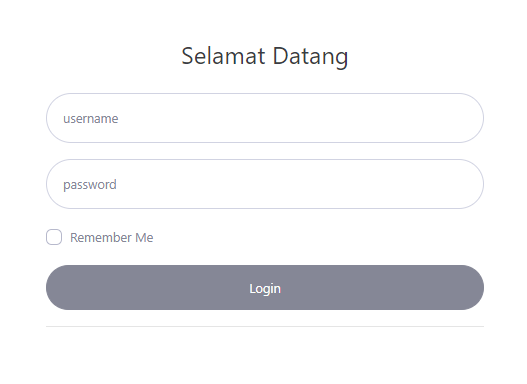 Selamat Datang
username
password
Remember Me
Login